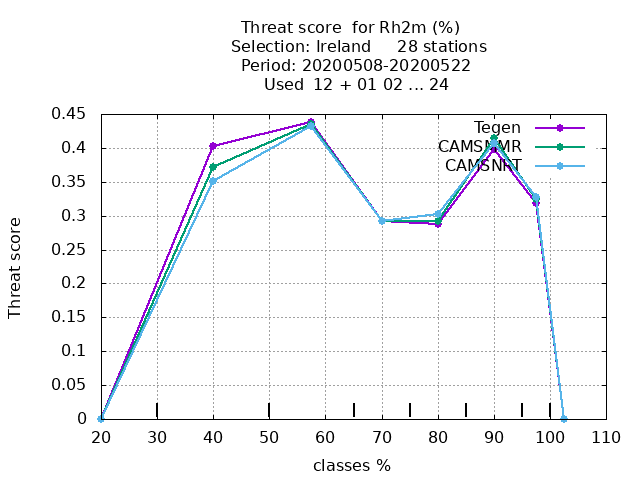 Threat score  for Rh2m (%)
Selection: Ireland     28 stations
Period: 20200508-20200522
Used  12 + 01 02 ... 24
0.45
0.4
0.35
0.3
0.25
0.2
0.15
0.1
0.05
0
Threat score
Tegen
CAMSNMR
CAMSNNT
20
30
40
50
60
70
80
90
100
110
classes %